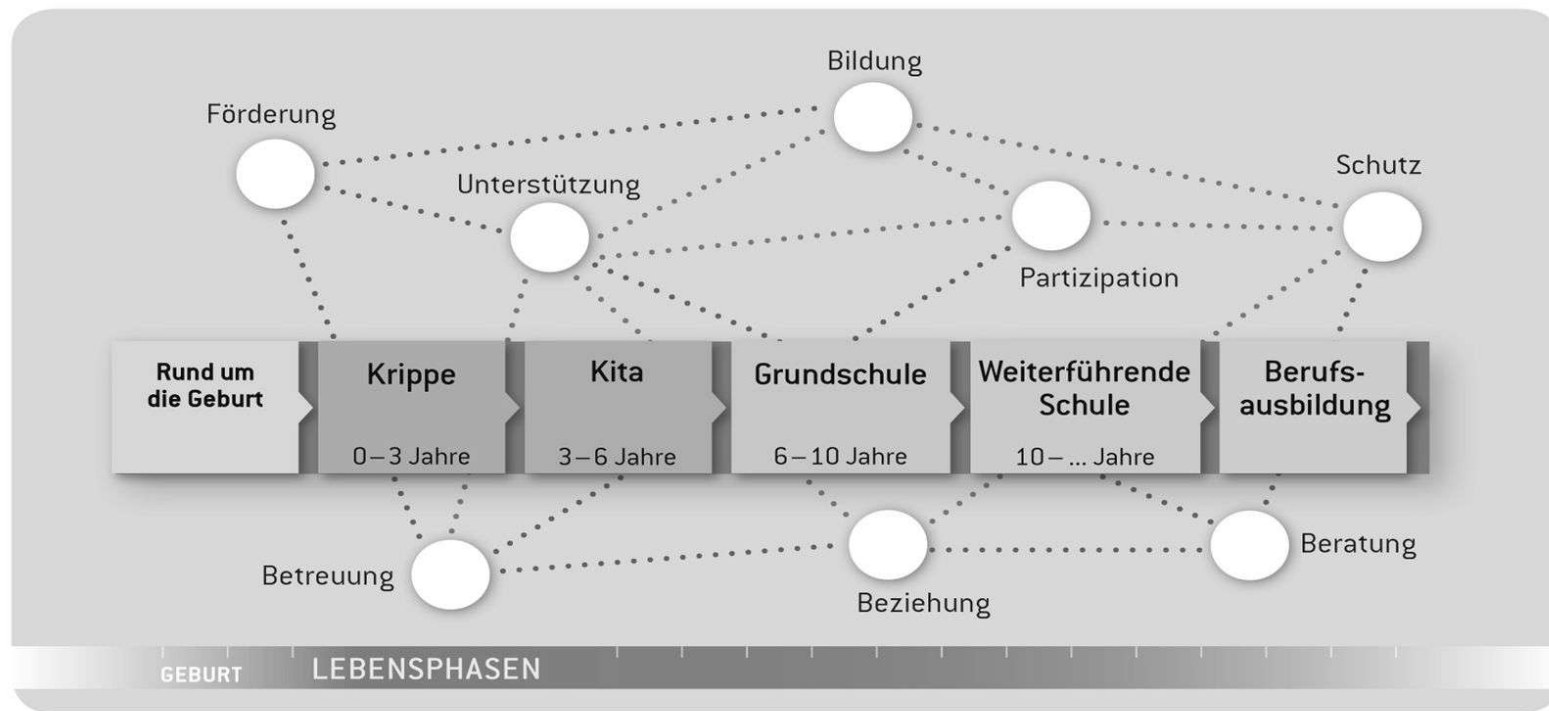 Bildung
Förderung
Schutz
Unterstützung
Partizipation
Rund um
die Geburt
Krippe
0–3 Jahre
Kita
3–6 Jahre
Grundschule
6–10 Jahre
Weiterführende
Schule
10– ... Jahre
Berufs-
ausbildung
Betreuung
Beziehung
Beratung
GEBURT
LEBENSPHASEN